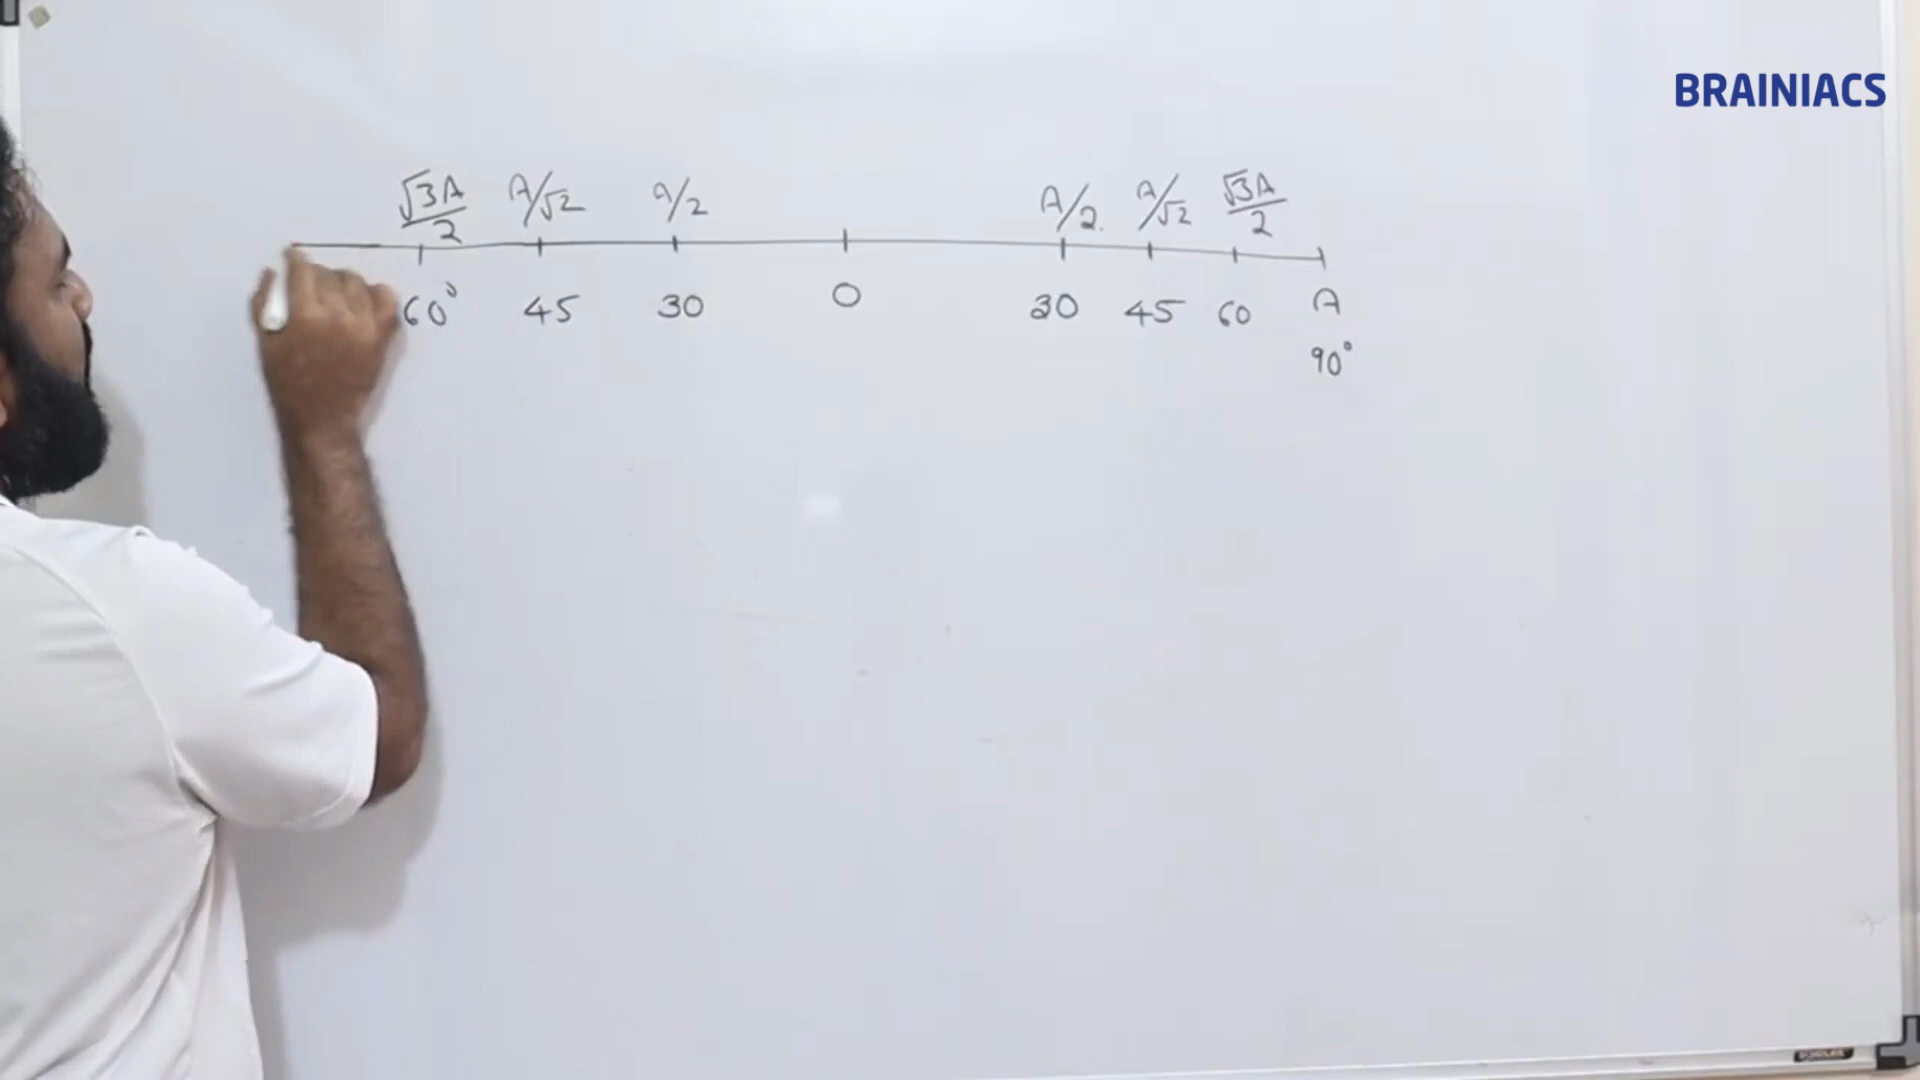 BRAINIACS
√3A/2 A/√2 A/2 A/2. A/√2 √3A/2
60° 45 30 0 30 45 60 A
90°